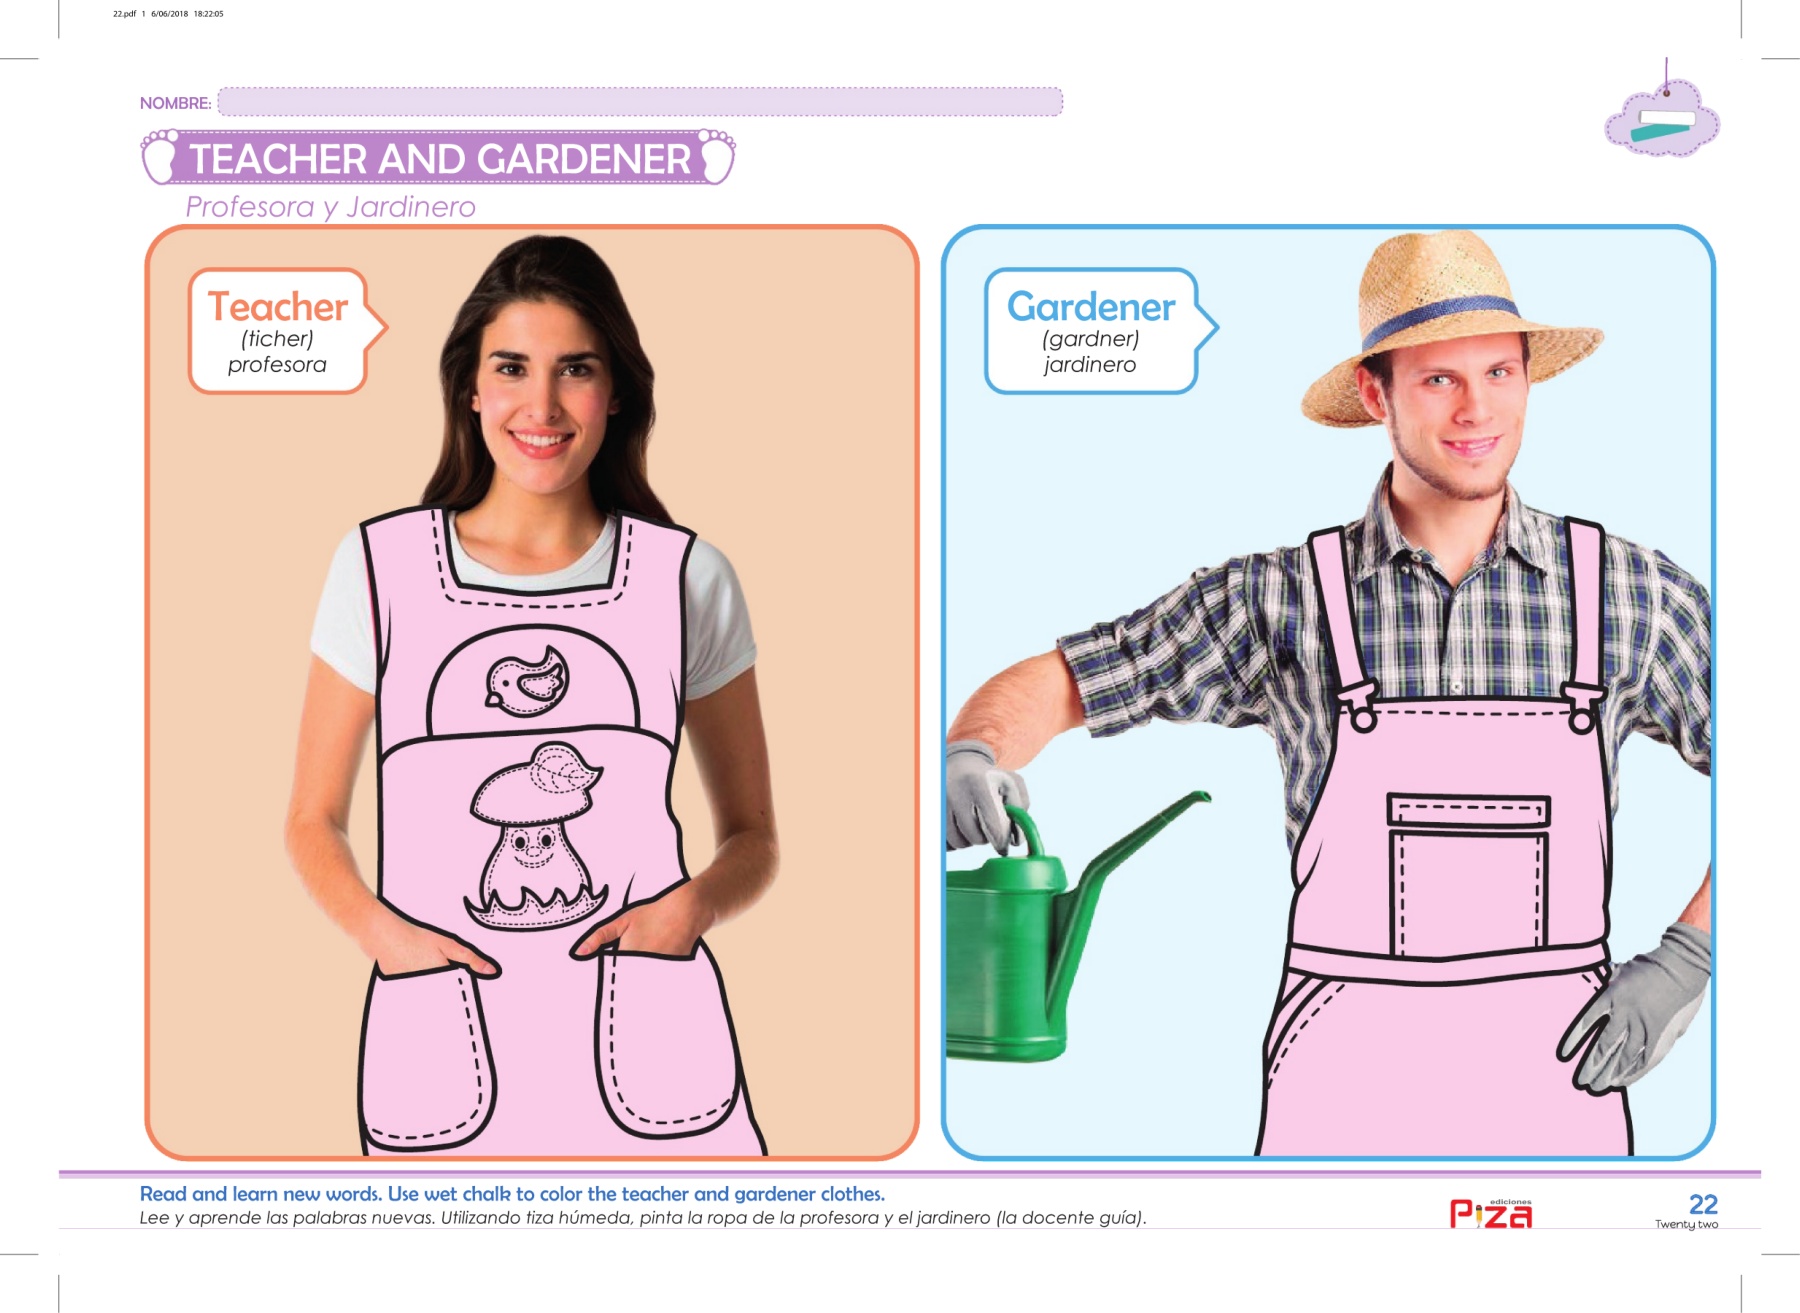 22.pdf 1 6/06/2018 18:22:05
NOMBRE:
TEACHER AND GARDENER
Profesora y Jardinero
Teacher
(ticher)
profesora
Gardener
(gardner)
jardinero
Read and learn new words. Use wet chalk to color the teacher and gardener clothes.
Lee y aprende las palabras nuevas. Utilizando tiza húmeda, pinta la ropa de la profesora y el jardinero (la docente guía).
ediciones
Piza
22
Twenty two